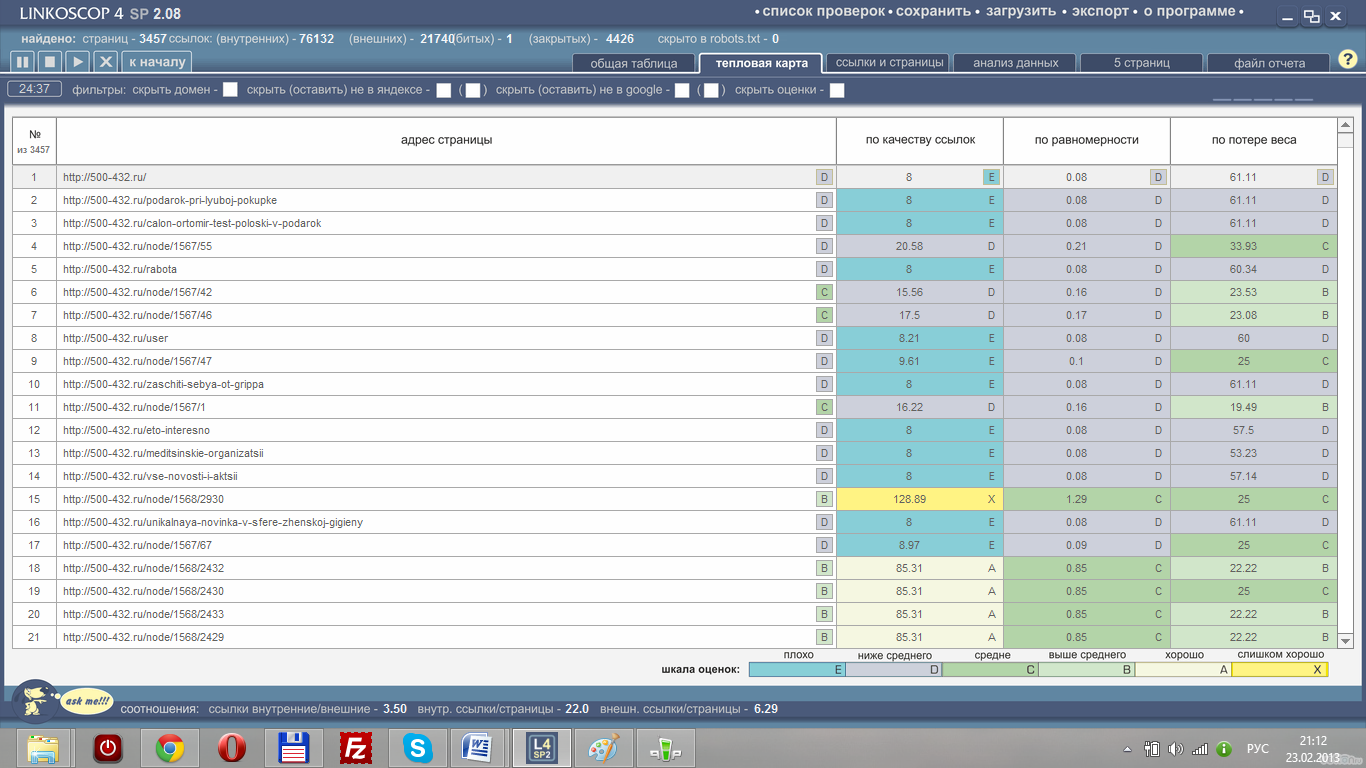 LINKOSCOP 4 SP 2.08
• список проверок • сохранить • загрузить • экспорт • о программе •
найдено: страниц - 3457 ссылок: (внутренних) - 76132 (внешних) - 21740 (битых) - 1 (закрытых) - 4426 скрыто в robots.txt - 0
к началу
общая таблица тепловая карта ссылки и страницы анализ данных 5 страниц файл отчета ?
24:37 фильтры: скрыть домен - скрыть (оставить) не в яндексе - ( ) скрыть (оставить) не в google - ( ) скрыть оценки -
№ из 3457 адрес страницы по качеству ссылок по равномерности по потере веса
1 http://500-432.ru/ D 8 E 0.08 D 61.11 D
2 http://500-432.ru/podarok-pri-lyuboj-pokupke D 8 E 0.08 D 61.11 D
3 http://500-432.ru/calon-ortomir-test-poloski-v-podarok D 8 E 0.08 D 61.11 D
4 http://500-432.ru/node/1567/55 D 20.58 D 0.21 D 33.93 C
5 http://500-432.ru/rabota D 8 E 0.08 D 60.34 D
6 http://500-432.ru/node/1567/42 C 15.56 D 0.16 D 23.53 B
7 http://500-432.ru/node/1567/46 C 17.5 D 0.17 D 23.08 B
8 http://500-432.ru/user D 8.21 E 0.08 D 60 D
9 http://500-432.ru/node/1567/47 D 9.61 E 0.1 D 25 C
10 http://500-432.ru/zaschiti-sebya-ot-grippa D 8 E 0.08 D 61.11 D
11 http://500-432.ru/node/1567/1 C 16.22 D 0.16 D 19.49 B
12 http://500-432.ru/eto-interesno D 8 E 0.08 D 57.5 D
13 http://500-432.ru/meditsinskie-organizatsii D 8 E 0.08 D 53.23 D
14 http://500-432.ru/vse-novosti-i-aktsii D 8 E 0.08 D 57.14 D
15 http://500-432.ru/node/1568/2930 B 128.89 X 1.29 C 25 C
16 http://500-432.ru/unikalnaya-novinka-v-sfere-zhenskoj-gigieny D 8 E 0.08 D 61.11 D
17 http://500-432.ru/node/1567/67 D 8.97 E 0.09 D 25 C
18 http://500-432.ru/node/1568/2432 B 85.31 A 0.85 C 22.22 B
19 http://500-432.ru/node/1568/2430 B 85.31 A 0.85 C 25 C
20 http://500-432.ru/node/1568/2433 B 85.31 A 0.85 C 22.22 B
21 http://500-432.ru/node/1568/2429 B 85.31 A 0.85 C 22.22 B
плохо ниже среднего средне выше среднего хорошо слишком хорошо
шкала оценок: E D C B A X
ask me!!!
соотношения: ссылки внутренние/внешние - 3.50 внутр. ссылки/страницы - 22.0 внешн. ссылки/страницы - 6.29
L4 SP2
РУС
21:12
23.02.2013